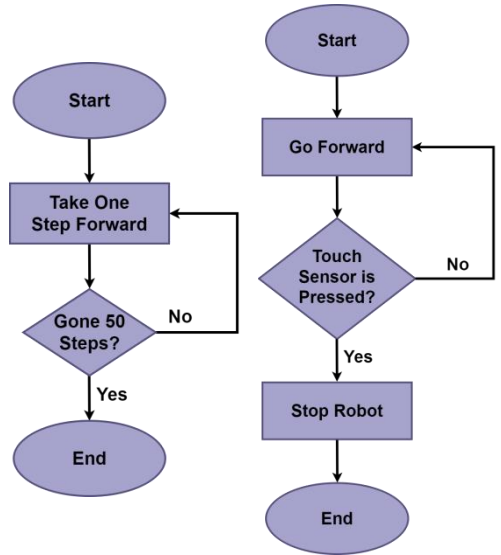 Start
Take One
Step Forward
Gone 50
Steps?
No
Yes
End
Start
Go Forward
Touch
Sensor is
Pressed?
No
Yes
Stop Robot
End